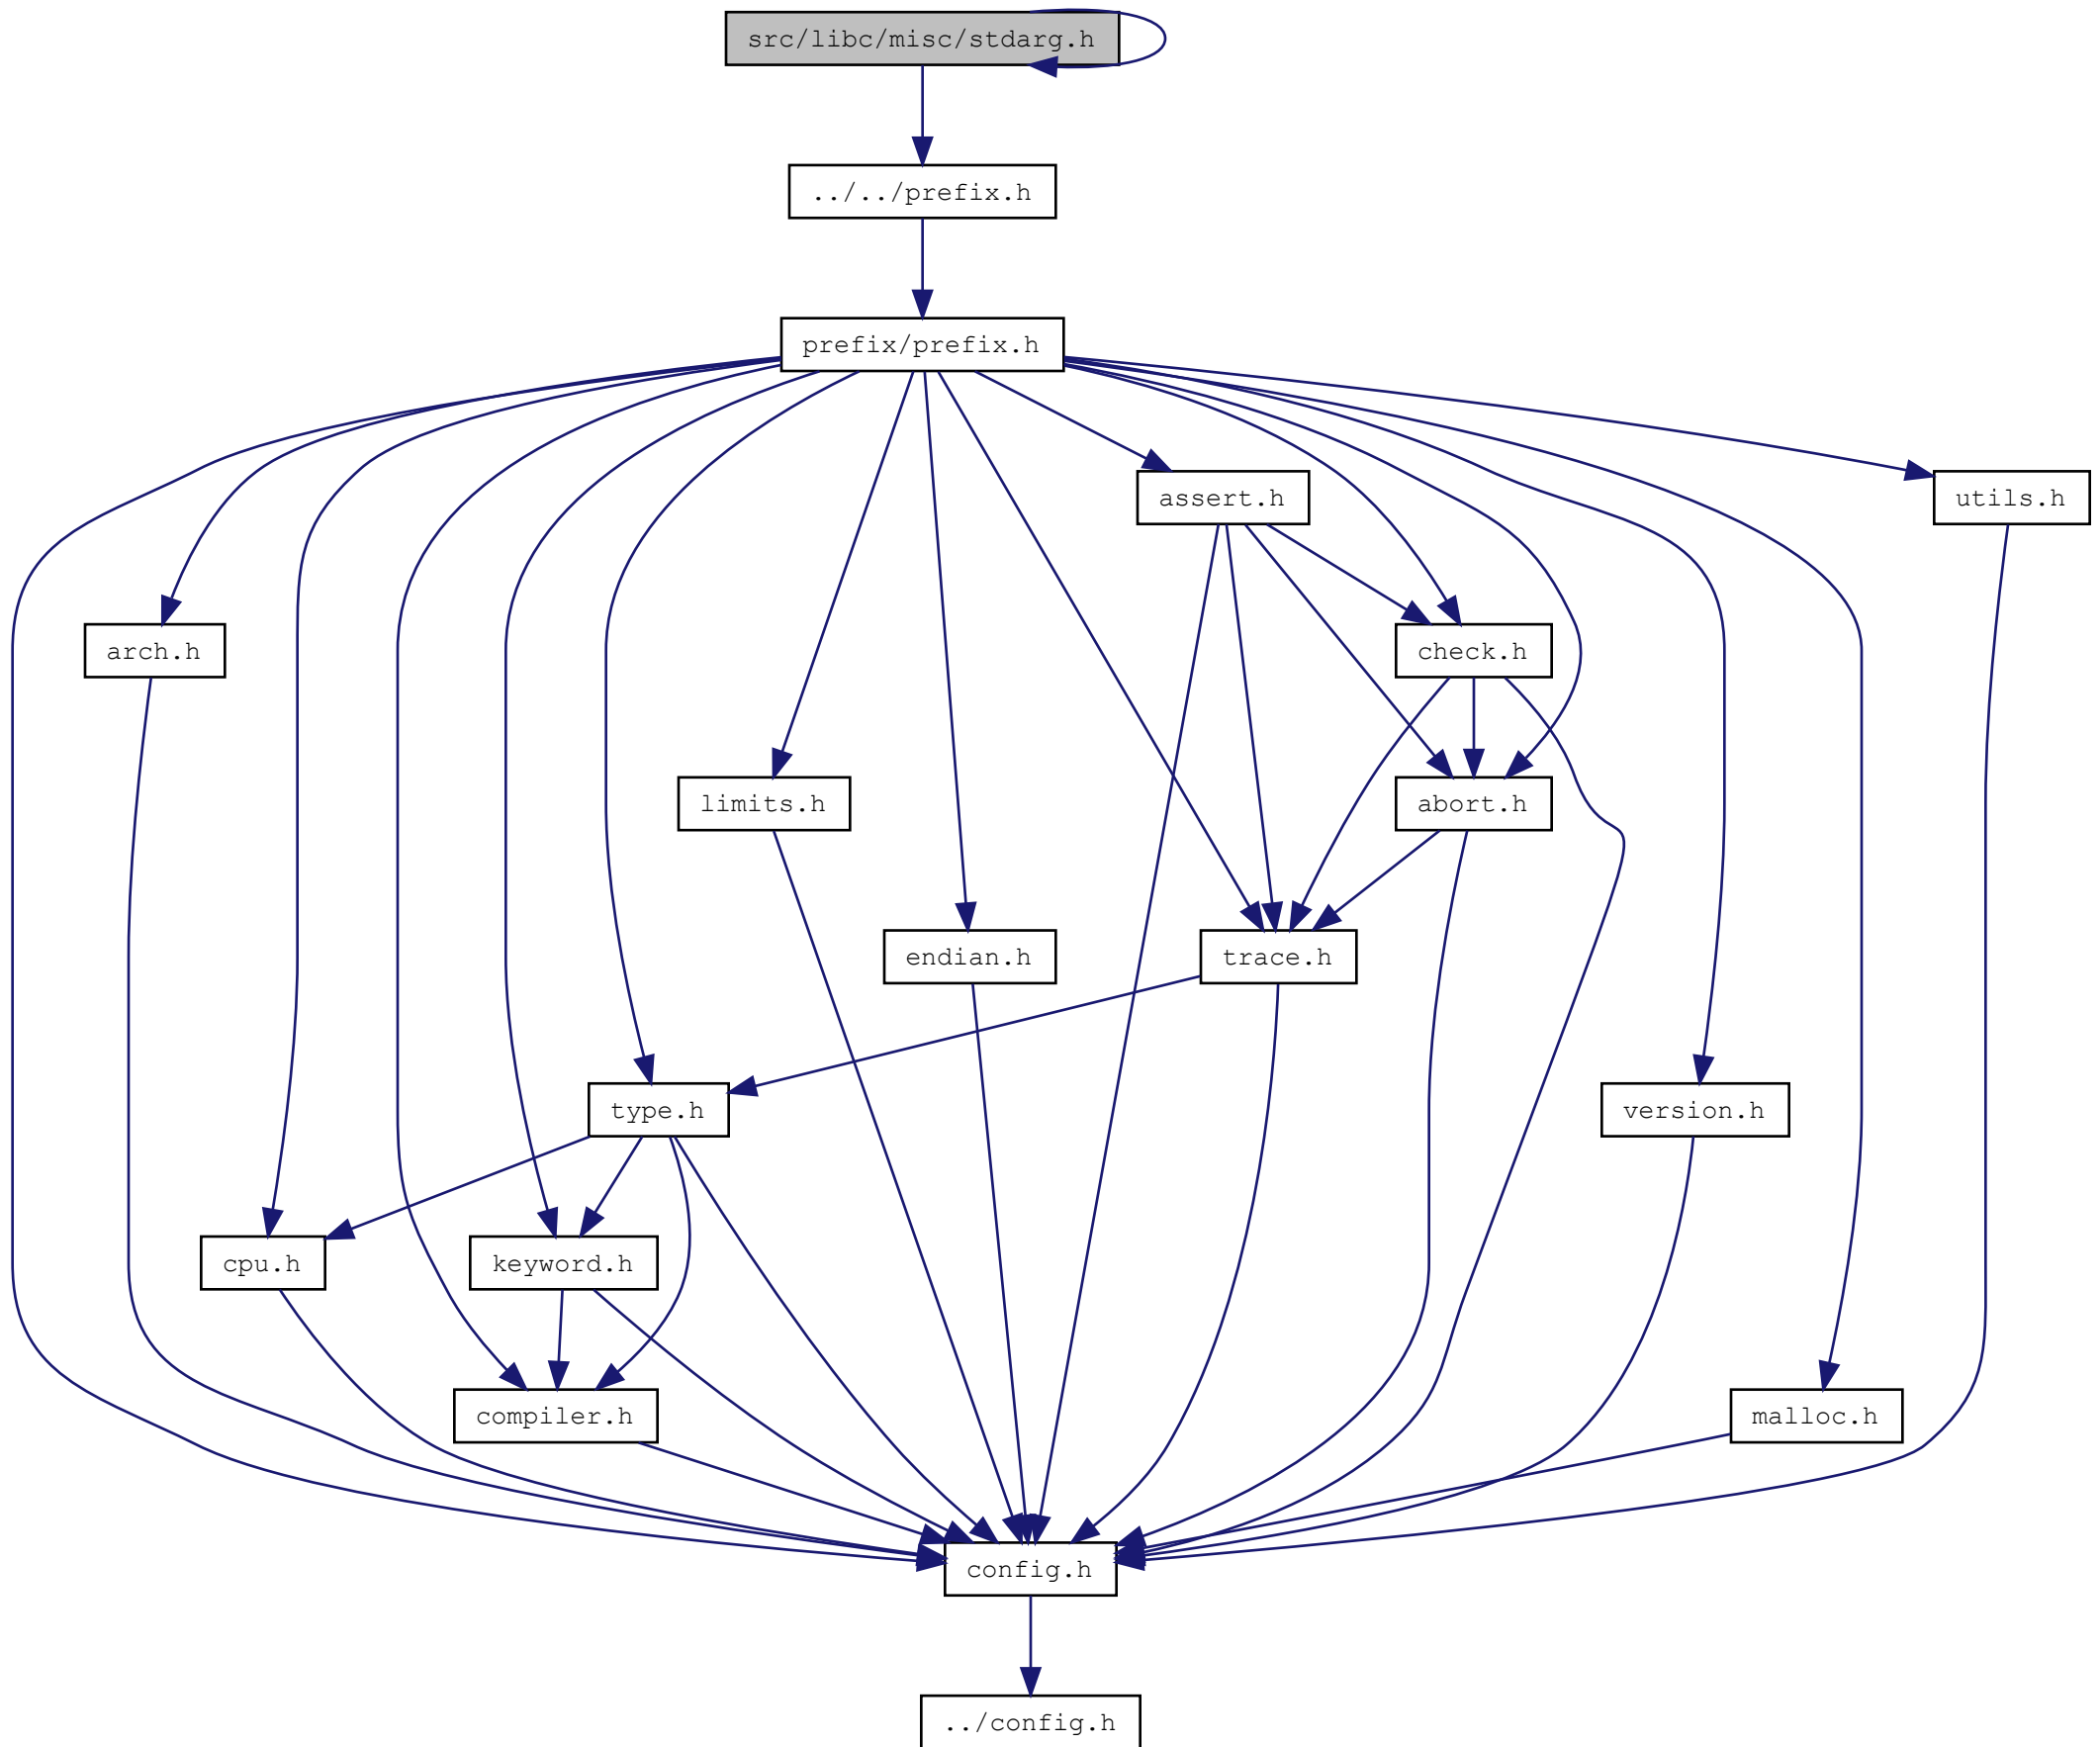 src/libc/misc/stdarg.h
../../prefix.h
prefix/prefix.h
assert.h
utils.h
arch.h
check.h
limits.h
abort.h
endian.h
trace.h
type.h
version.h
cpu.h
keyword.h
compiler.h
malloc.h
config.h
../config.h